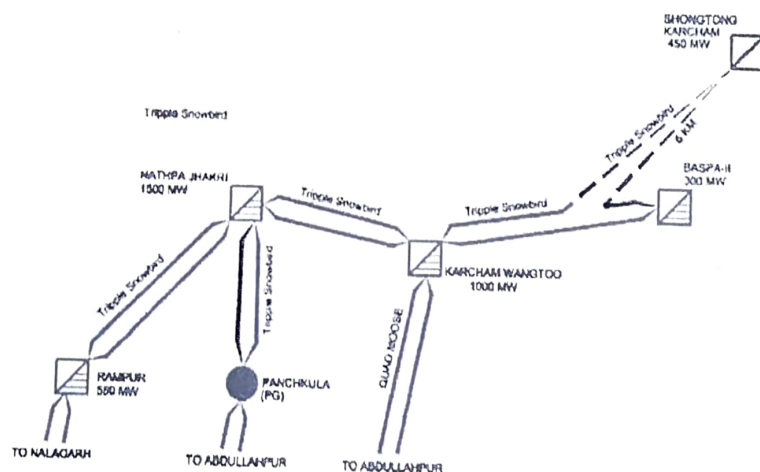 SHONGTONG
KARCHAM
450 MW
Tripple Snowbird
Tripple Snowbird
6 KM
NATHPA JHAKRI
1500 MW
BASPA-II
300 MW
Tripple Snowbird
Tripple Snowbird
KARCHAM WANGTOO
1000 MW
Tripple Snowbird
Tripple Snowbird
QUAD MOOSE
RAMPUR
PANCHKULA
(PG)
TO NALAGARH
TO ABDULLAHPUR
TO ABDULLAHPUR